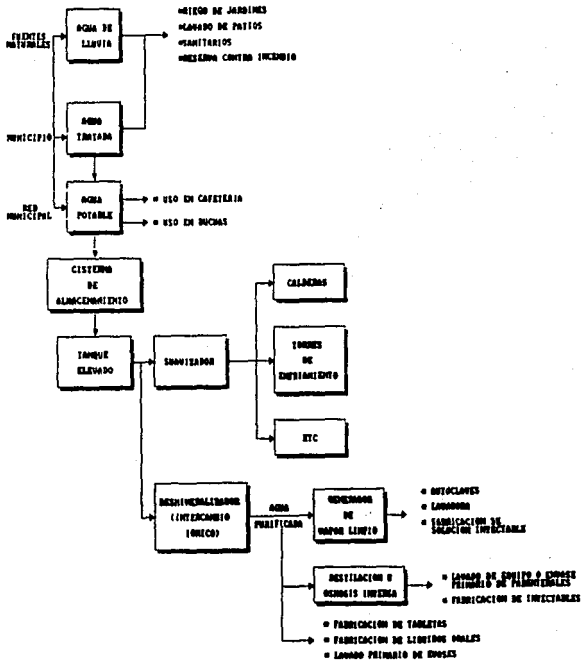 FUENTES
NATURALES
AGUA DE
LLUVIA
* RIEGO DE JARDINES
* LAVADO DE PATIOS
* SANITARIOS
* RESERVA CONTRA INCENDIO
MUNICIPIO
AGUA
TRATADA
RED
MUNICIPAL
AGUA
POTABLE
* USO EN CAFETERIA
* USO EN DUCHAS
CISTERNA
DE
ALMACENAMIENTO
TANQUE
ELEVADO
SUAVIZADOR
CALDERAS
TORRES
DE
ENFRIAMIENTO
ETC
DESMINERALIZADOR
(INTERCAMBIO
IONICO)
AGUA
PURIFICADA
GENERADOR
DE
VAPOR LIMPIO
* AUTOCLAVES
* LAVADORA
* FABRICACION DE
SOLUCION INYECTABLE
DESTILACION U
OSMOSIS INVERSA
* LAVADO DE EQUIPO O ENVASE
PRIMARIO DE PARENTERALES
* FABRICACION DE INYECTABLES
* FABRICACION DE TABLETAS
* FABRICACION DE LIQUIDOS ORALES
* LAVADO PRIMARIO DE ENVASES